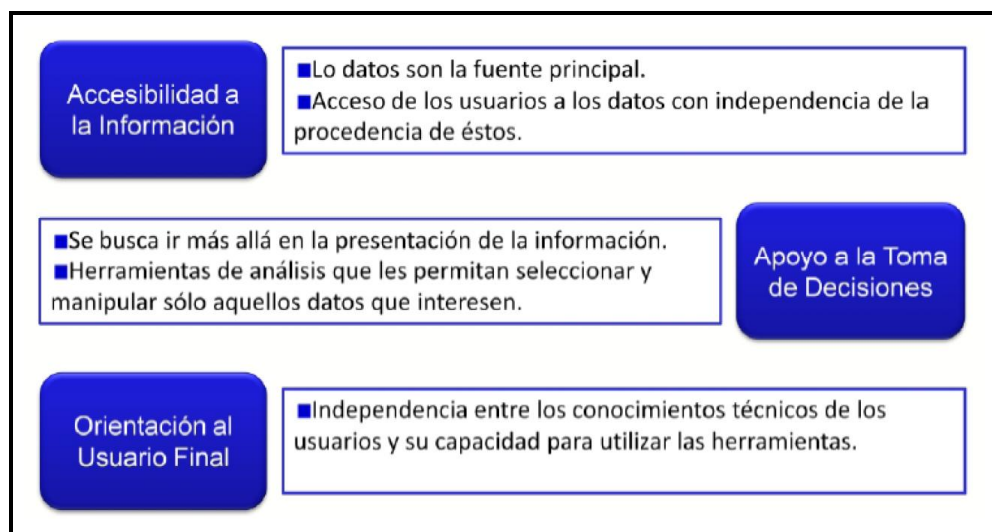 Accesibilidad a
la Información
■Lo datos son la fuente principal.
■Acceso de los usuarios a los datos con independencia de la
procedencia de éstos.
■Se busca ir más allá en la presentación de la información.
■Herramientas de análisis que les permitan seleccionar y
manipular sólo aquellos datos que interesen.
Apoyo a la Toma
de Decisiones
Orientación al
Usuario Final
■Independencia entre los conocimientos técnicos de los
usuarios y su capacidad para utilizar las herramientas.